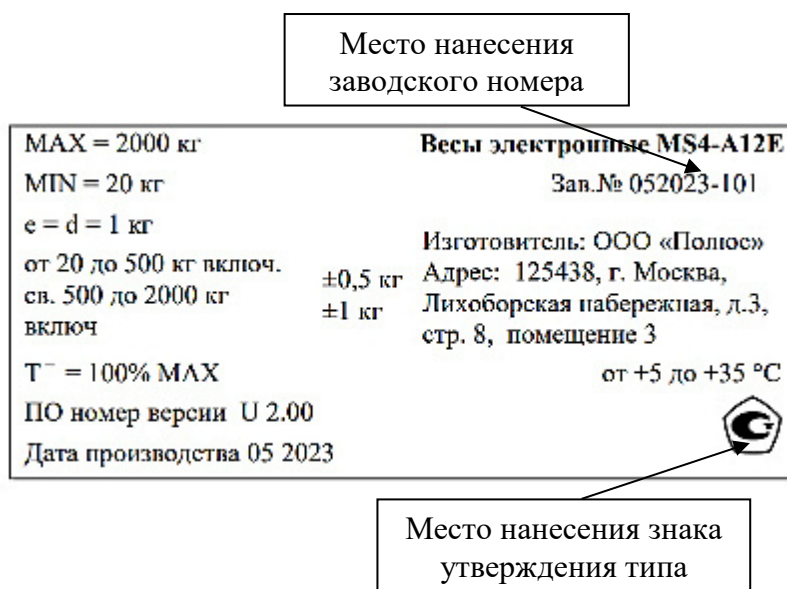 Место нанесения
заводского номера
MAX = 2000 кг
MIN = 20 кг
e = d = 1 кг
от 20 до 500 кг включ.
св. 500 до 2000 кг
включ
±0,5 кг
±1 кг
T⁻ = 100% MAX
ПО номер версии U 2.00
Дата производства 05 2023
Весы электронные MS4-A12E
Зав.№ 052023-101
Изготовитель: ООО «Полюс»
Адрес: 125438, г. Москва,
Лихоборская набережная, д.3,
стр. 8, помещение 3
от +5 до +35 °C
Место нанесения знака
утверждения типа